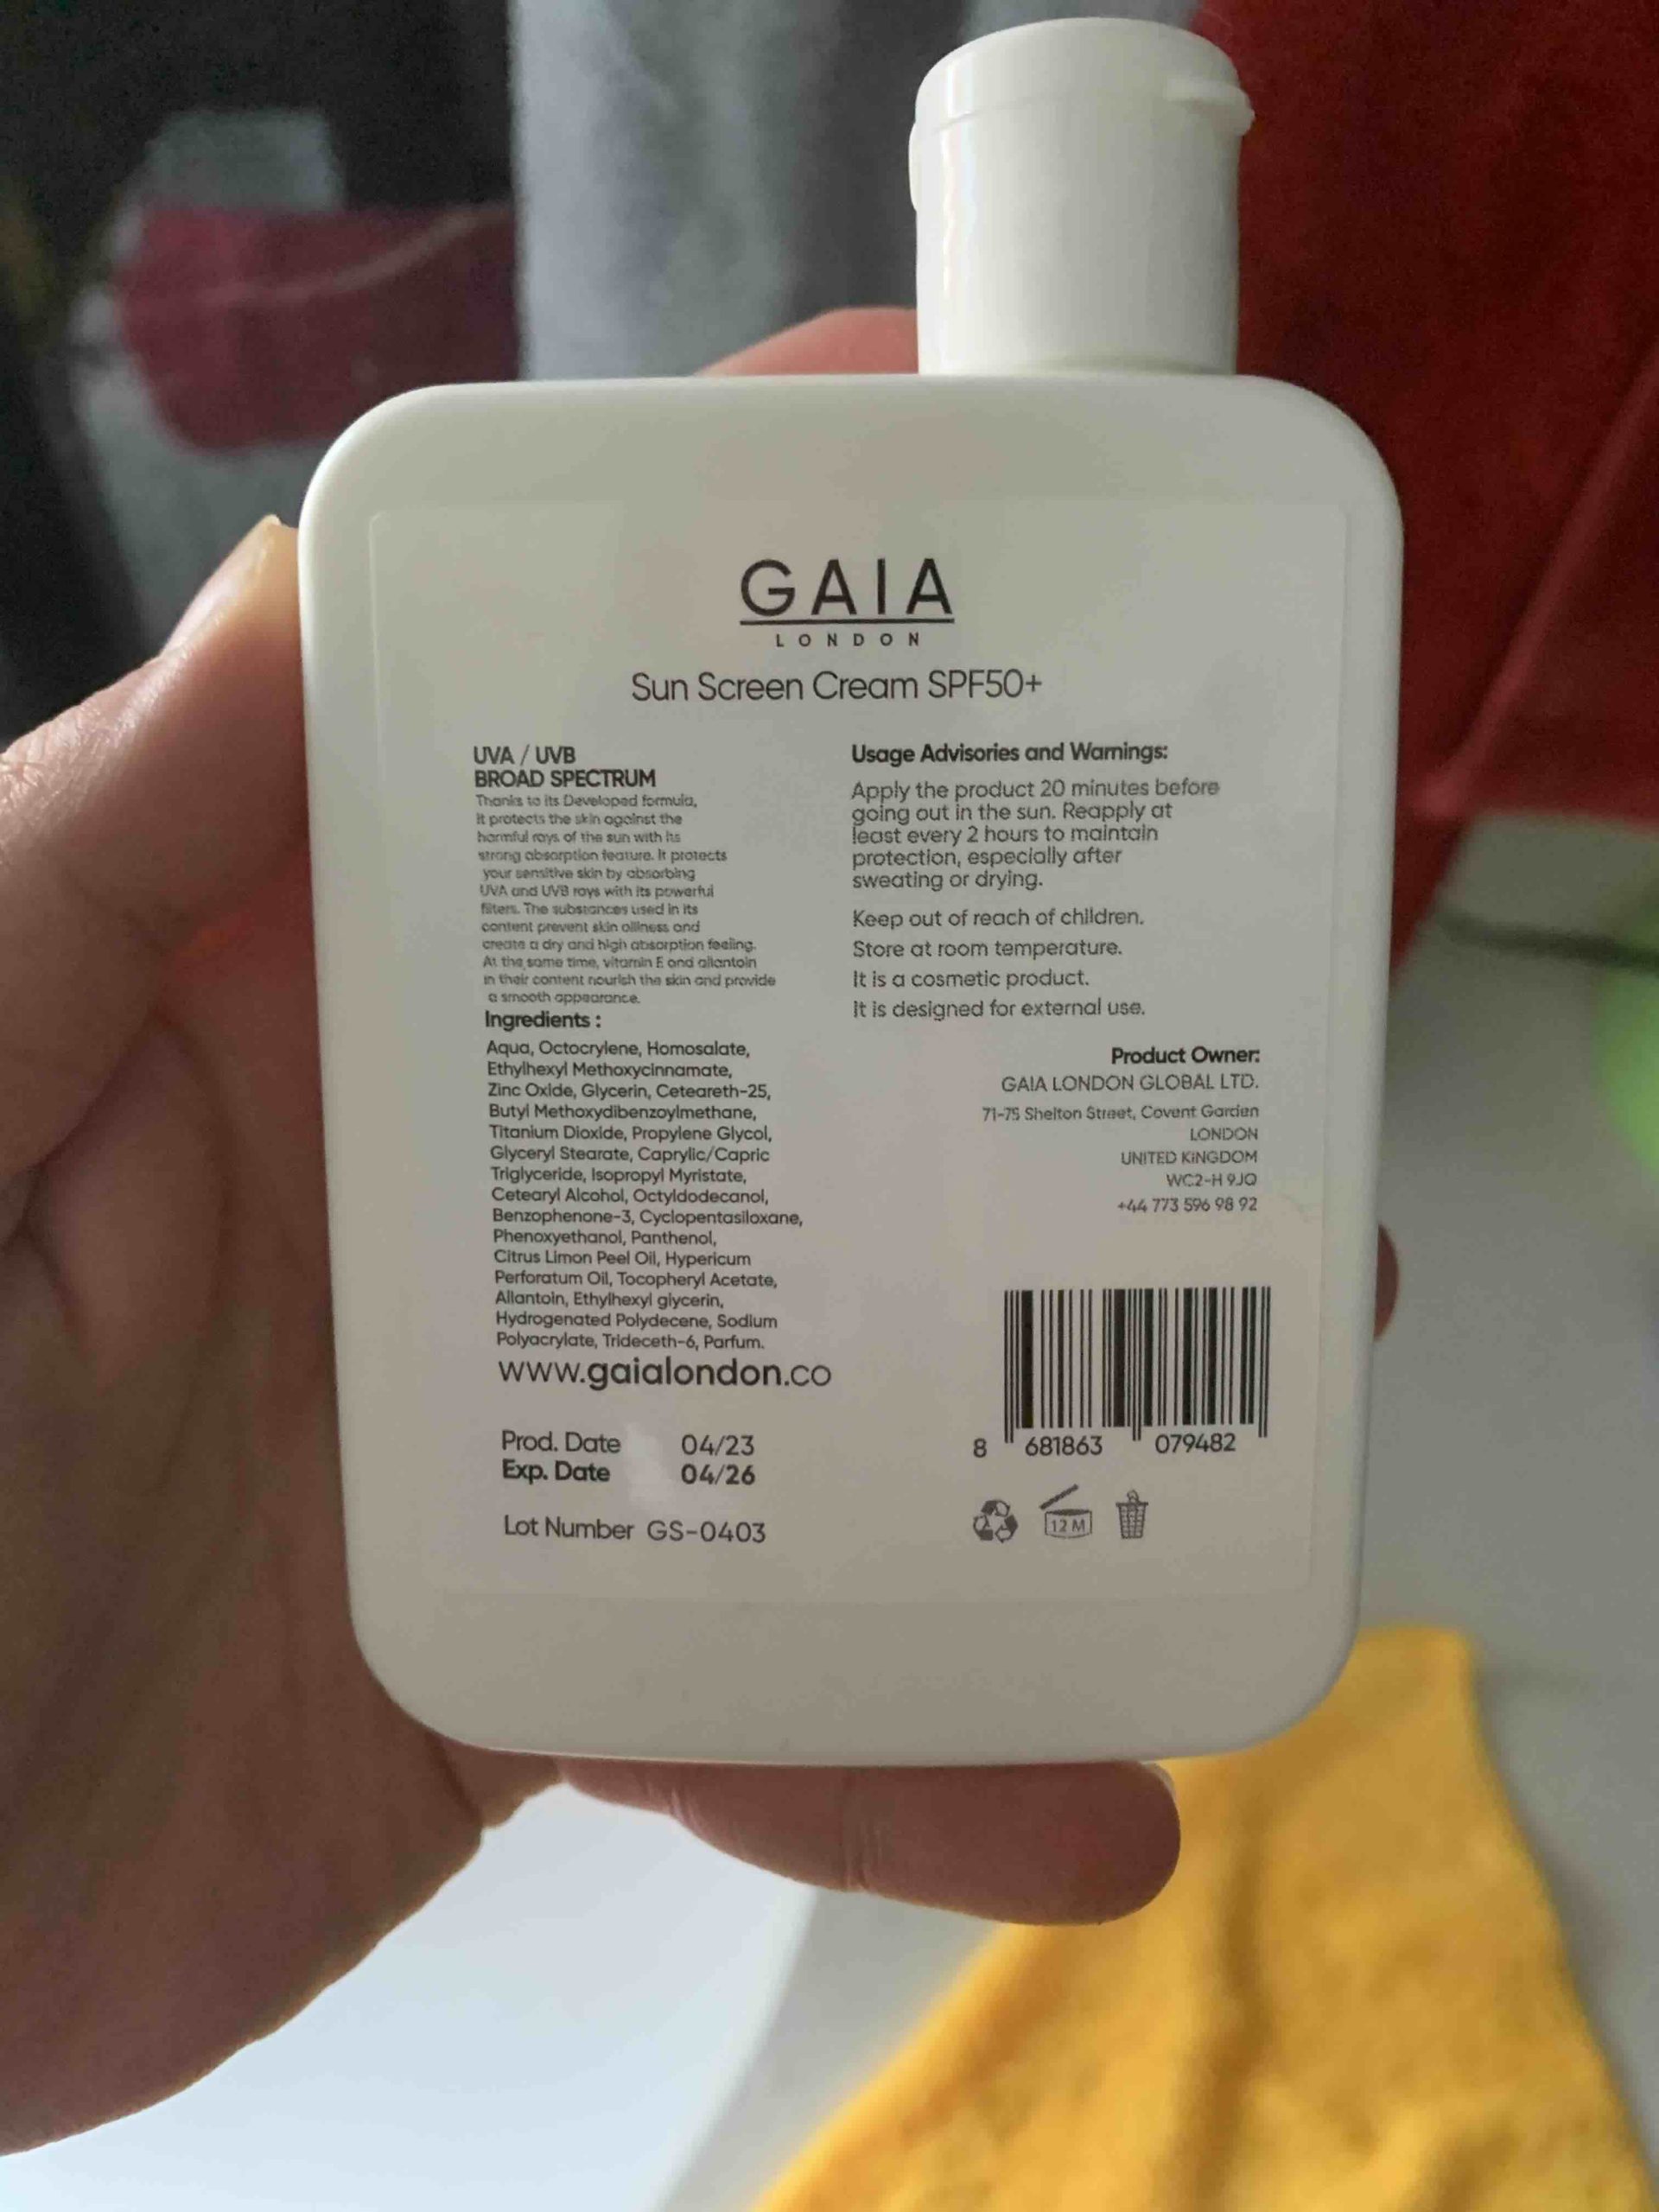 GAIA
LONDON
Sun Screen Cream SPF50+
UVA / UVB
BROAD SPECTRUM
Thanks to its Developed formula,
it protects the skin against the
harmful rays of the sun with its
strong absorption feature. It protects
your sensitive skin by absorbing
UVA and UVB rays with its powerful
filters. The substances used in its
content prevent skin oiliness and
create a dry and high absorption feeling.
At the same time, vitamin E and allantoin
in their content nourish the skin and provide
a smooth appearance.
Ingredients :
Aqua, Octocrylene, Homosalate,
Ethylhexyl Methoxycinnamate,
Zinc Oxide, Glycerin, Ceteareth-25,
Butyl Methoxydibenzoylmethane,
Titanium Dioxide, Propylene Glycol,
Glyceryl Stearate, Caprylic/Capric
Triglyceride, Isopropyl Myristate,
Cetearyl Alcohol, Octyldodecanol,
Benzophenone-3, Cyclopentasiloxane,
Phenoxyethanol, Panthenol,
Citrus Limon Peel Oil, Hypericum
Perforatum Oil, Tocopheryl Acetate,
Allantoin, Ethylhexyl glycerin,
Hydrogenated Polydecene, Sodium
Polyacrylate, Trideceth-6, Parfum.
www.gaialondon.co
Prod. Date 04/23
Exp. Date 04/26
Lot Number GS-0403
Usage Advisories and Warnings:
Apply the product 20 minutes before
going out in the sun. Reapply at
least every 2 hours to maintain
protection, especially after
sweating or drying.
Keep out of reach of children.
Store at room temperature.
It is a cosmetic product.
It is designed for external use.
Product Owner:
GAIA LONDON GLOBAL LTD.
71-75 Shelton Street, Covent Garden
LONDON
UNITED KINGDOM
WC2-H 9JQ
+44 773 596 98 92
8 681863 079482
12 M